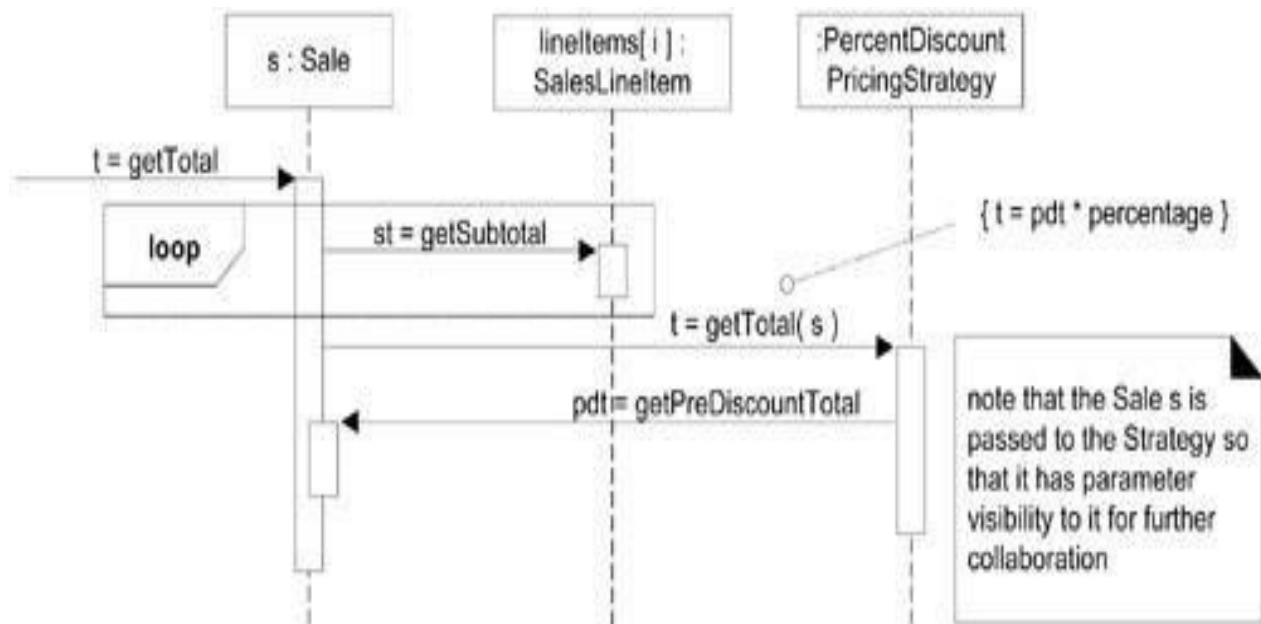 s : Sale
lineItems[ i ] :
SalesLineItem
:PercentDiscount
PricingStrategy
t = getTotal
loop
st = getSubtotal
{ t = pdt * percentage }
t = getTotal( s )
pdt = getPreDiscountTotal
note that the Sale s is
passed to the Strategy so
that it has parameter
visibility to it for further
collaboration